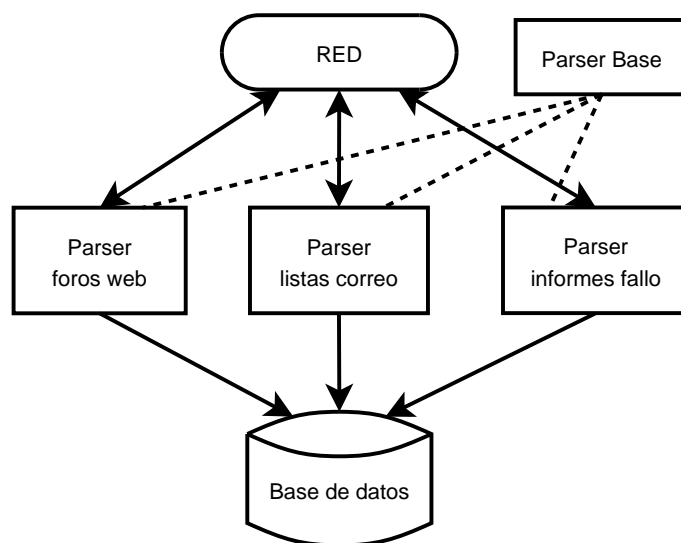 RED
Parser Base
Parser
foros web
Parser
listas correo
Parser
informes fallo
Base de datos